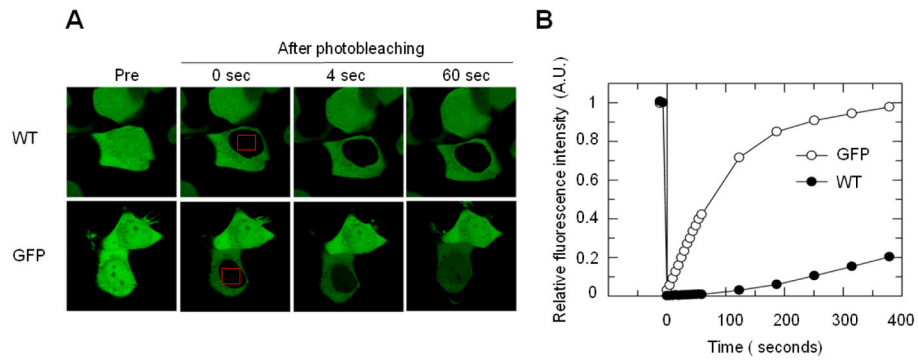 A
After photobleaching
Pre 0 sec 4 sec 60 sec
WT
GFP
B
Relative fluorescence intensity (A.U.)
1
0.8
0.6
0.4
0.2
0
GFP
WT
0 100 200 300 400
Time ( seconds)